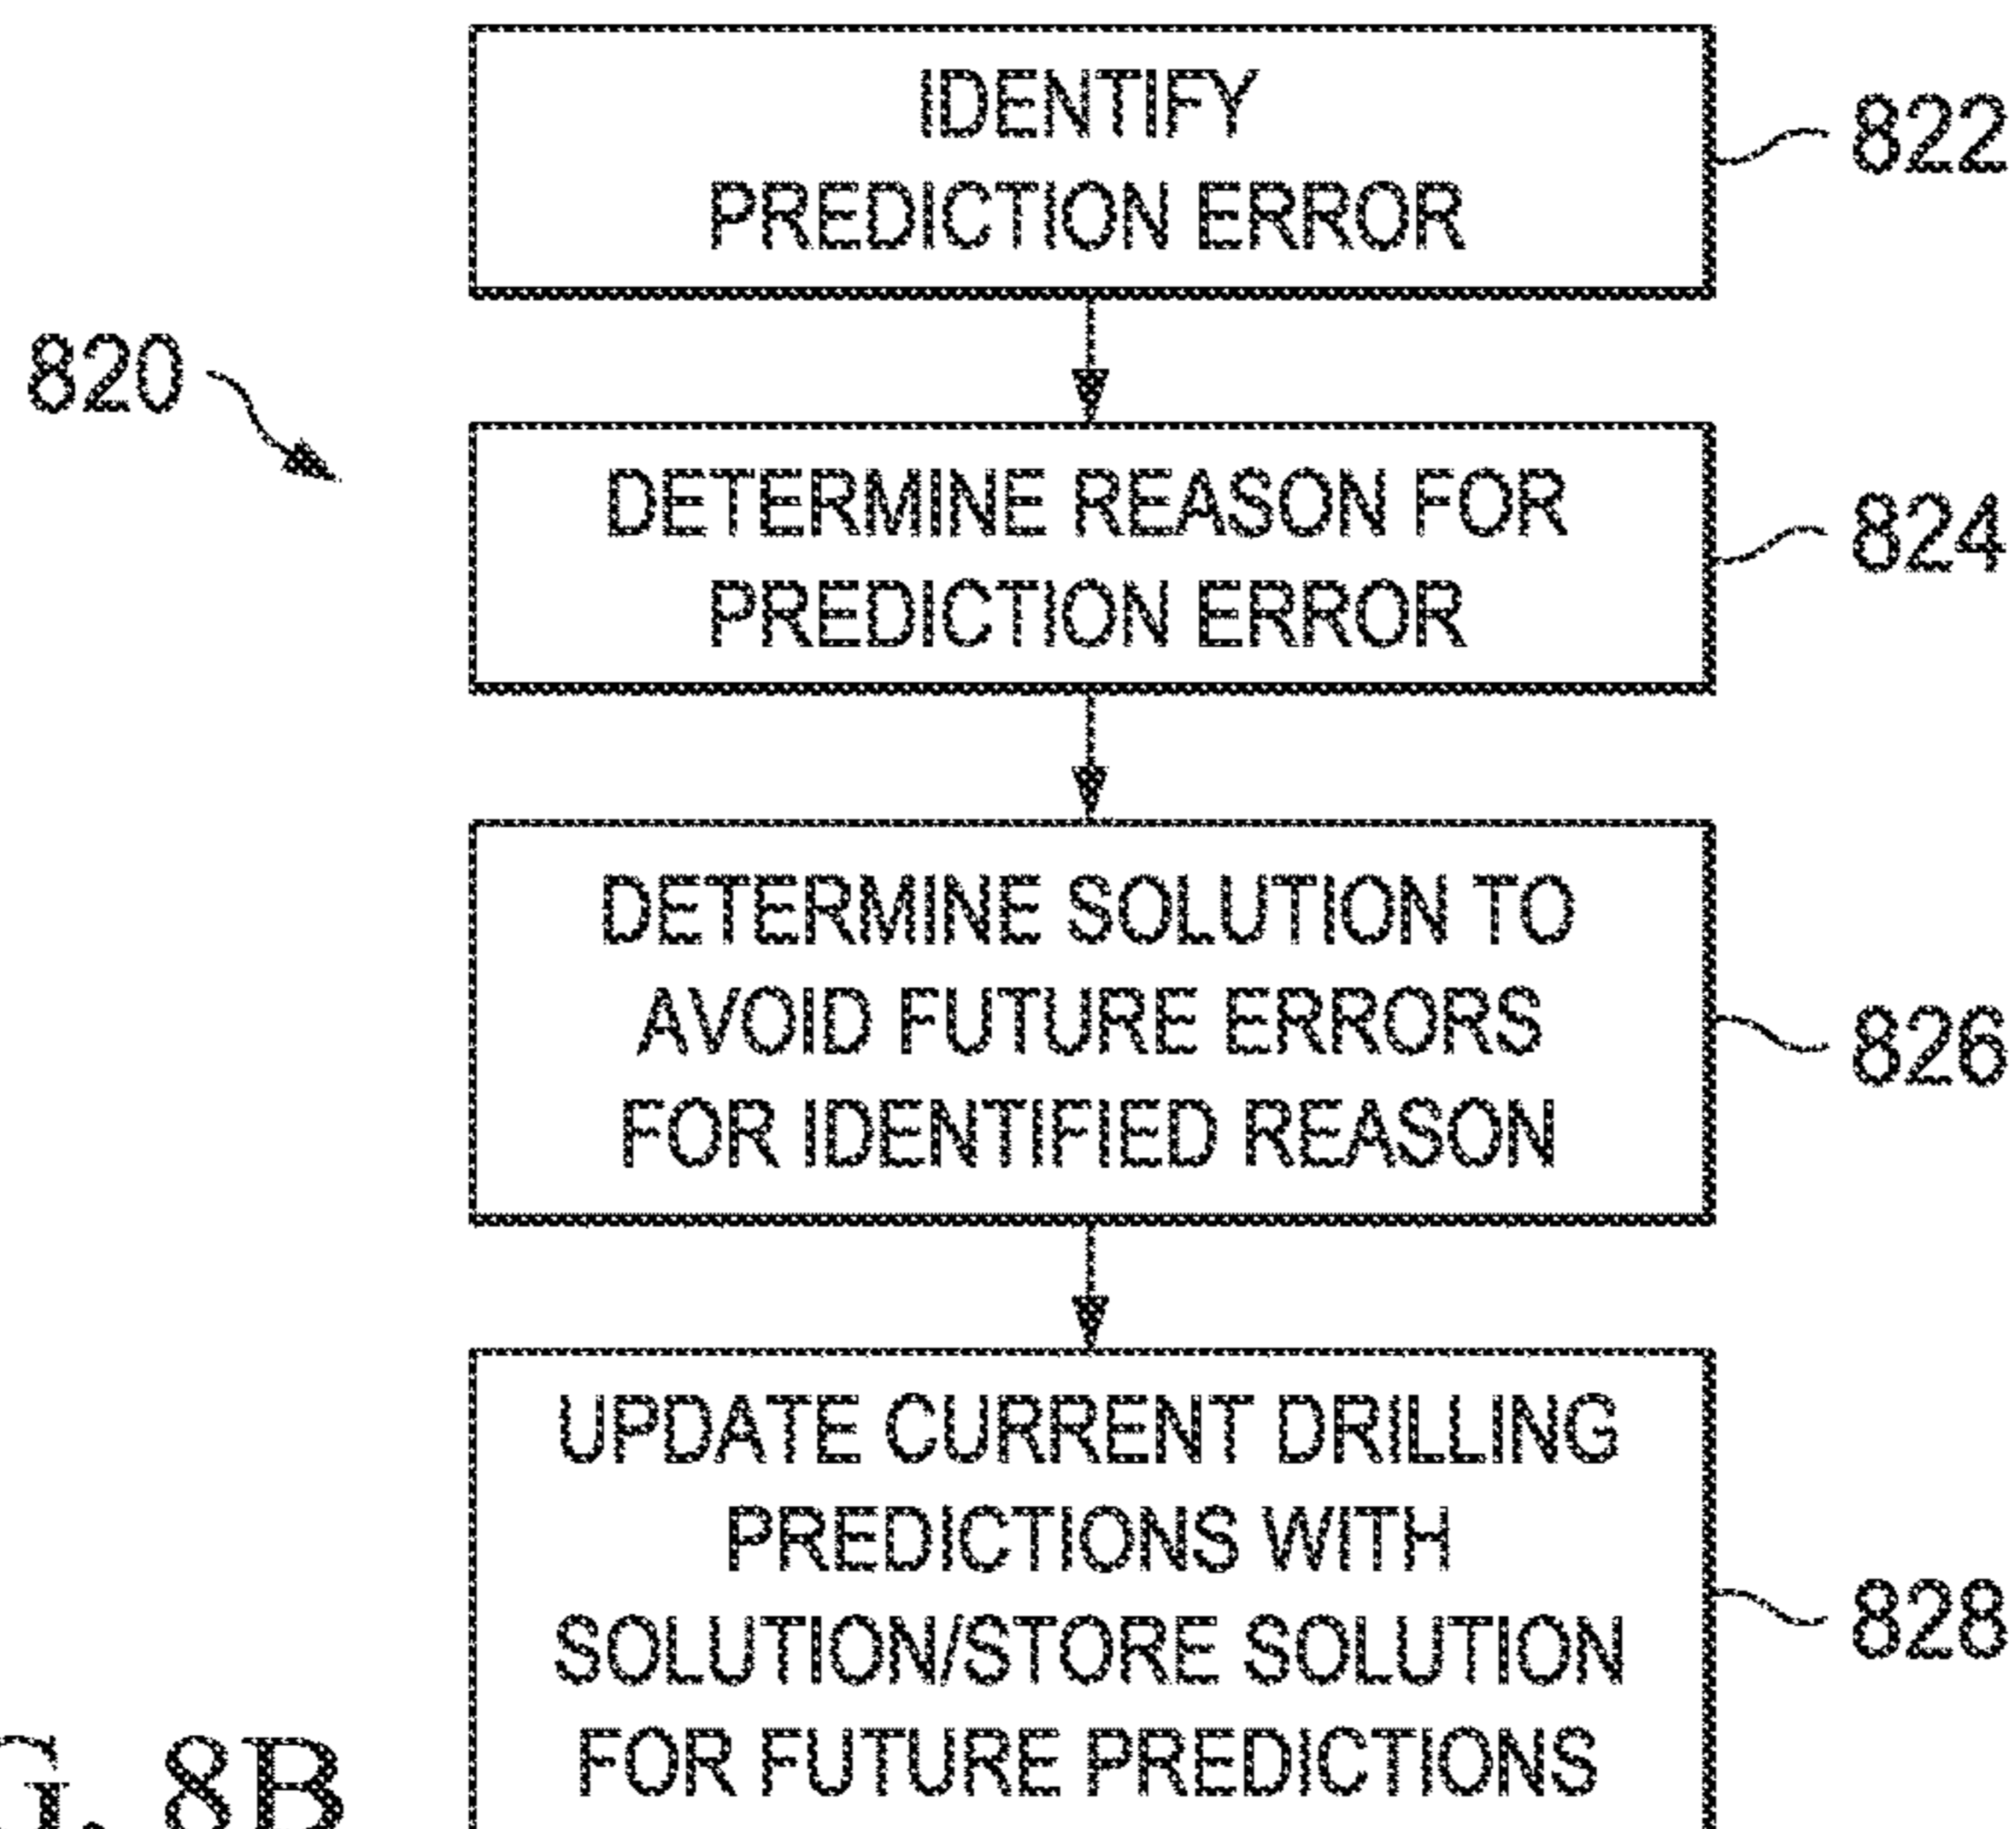 IDENTIFY
PREDICTION ERROR
822
820
DETERMINE REASON FOR
PREDICTION ERROR
824
DETERMINE SOLUTION TO
AVOID FUTURE ERRORS
FOR IDENTIFIED REASON
826
UPDATE CURRENT DRILLING
PREDICTIONS WITH
SOLUTION/STORE SOLUTION
FOR FUTURE PREDICTIONS
828
G. 8B